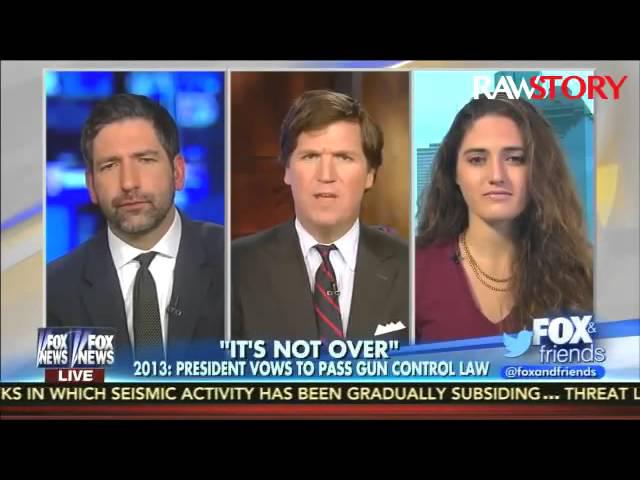 RAWSTORY
"IT'S NOT OVER"
2013: PRESIDENT VOWS TO PASS GUN CONTROL LAW
FOX NEWS
FOX NEWS
LIVE
FOX&
friends
@foxandfriends
KS IN WHICH SEISMIC ACTIVITY HAS BEEN GRADUALLY SUBSIDING... THREAT L